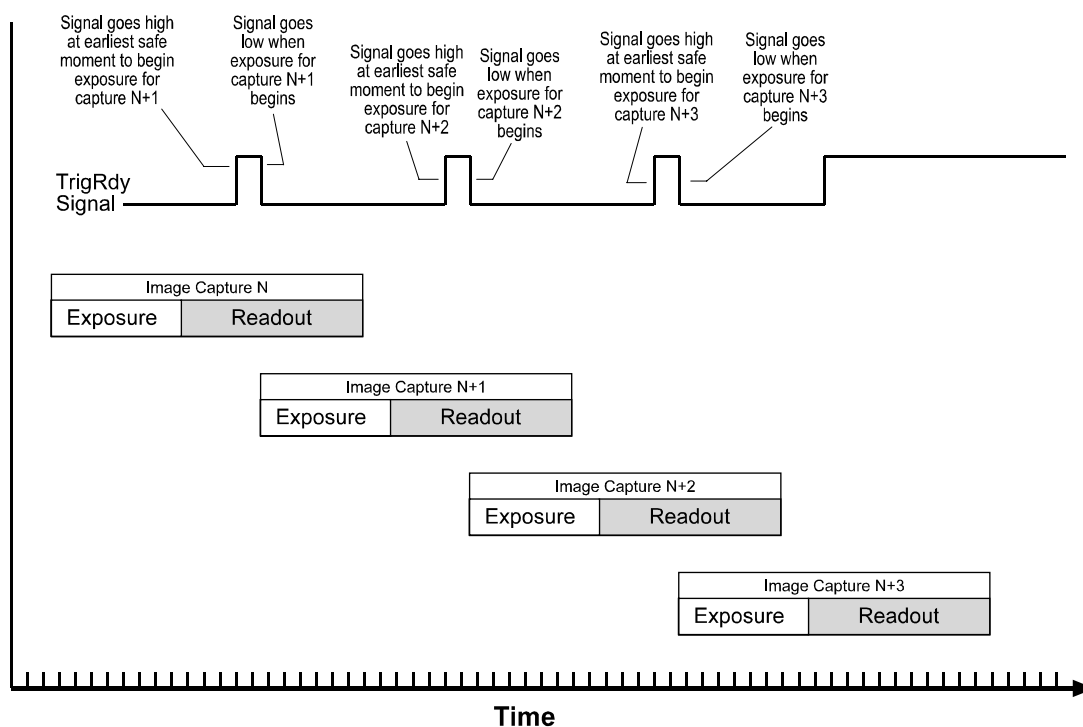 Signal goes high
at earliest safe
moment to begin
exposure for
capture N+1
Signal goes
low when
exposure for
capture N+1
begins
Signal goes high
at earliest safe
moment to begin
exposure for
capture N+2
Signal goes
low when
exposure for
capture N+2
begins
Signal goes high
at earliest safe
moment to begin
exposure for
capture N+3
Signal goes
low when
exposure for
capture N+3
begins
TrigRdy
Signal
Image Capture N
Exposure Readout
Image Capture N+1
Exposure Readout
Image Capture N+2
Exposure Readout
Image Capture N+3
Exposure Readout
Time